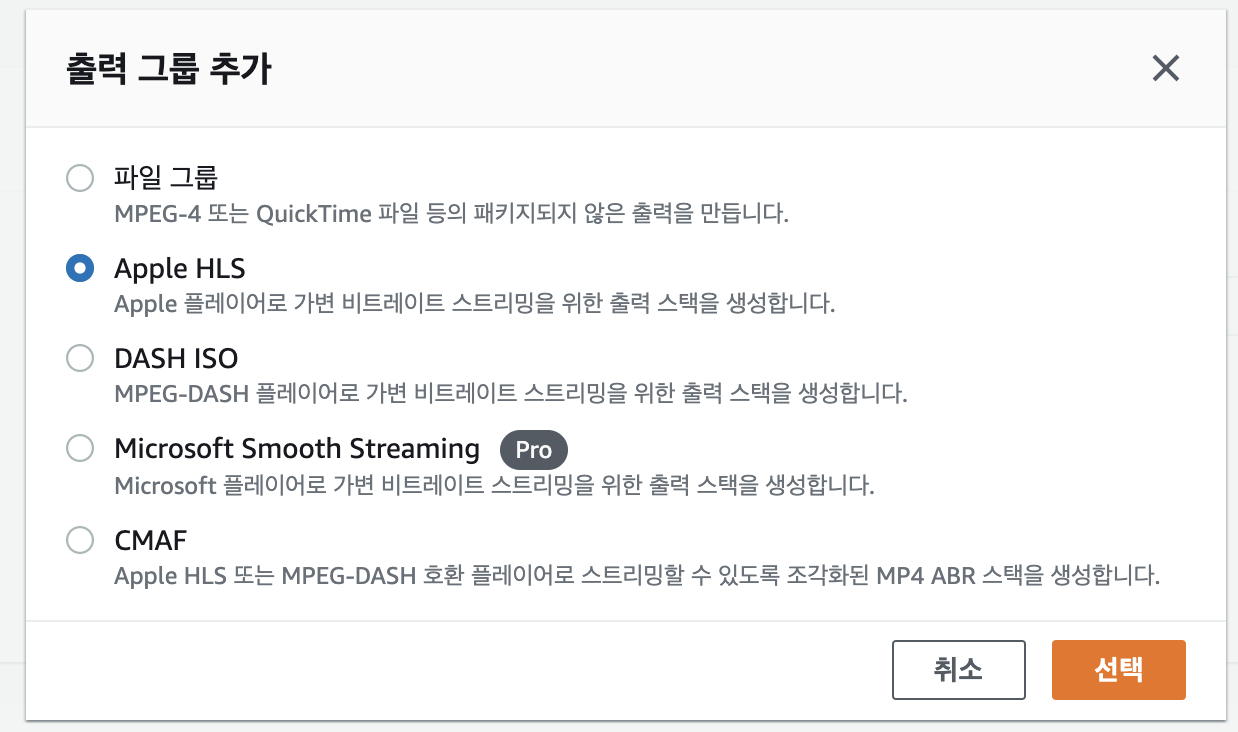 출력 그룹 추가
파일 그룹
MPEG-4 또는 QuickTime 파일 등의 패키지되지 않은 출력을 만듭니다.
Apple HLS
Apple 플레이어로 가변 비트레이트 스트리밍을 위한 출력 스택을 생성합니다.
DASH ISO
MPEG-DASH 플레이어로 가변 비트레이트 스트리밍을 위한 출력 스택을 생성합니다.
Microsoft Smooth Streaming Pro
Microsoft 플레이어로 가변 비트레이트 스트리밍을 위한 출력 스택을 생성합니다.
CMAF
Apple HLS 또는 MPEG-DASH 호환 플레이어로 스트리밍할 수 있도록 조각화된 MP4 ABR 스택을 생성합니다.
취소 선택